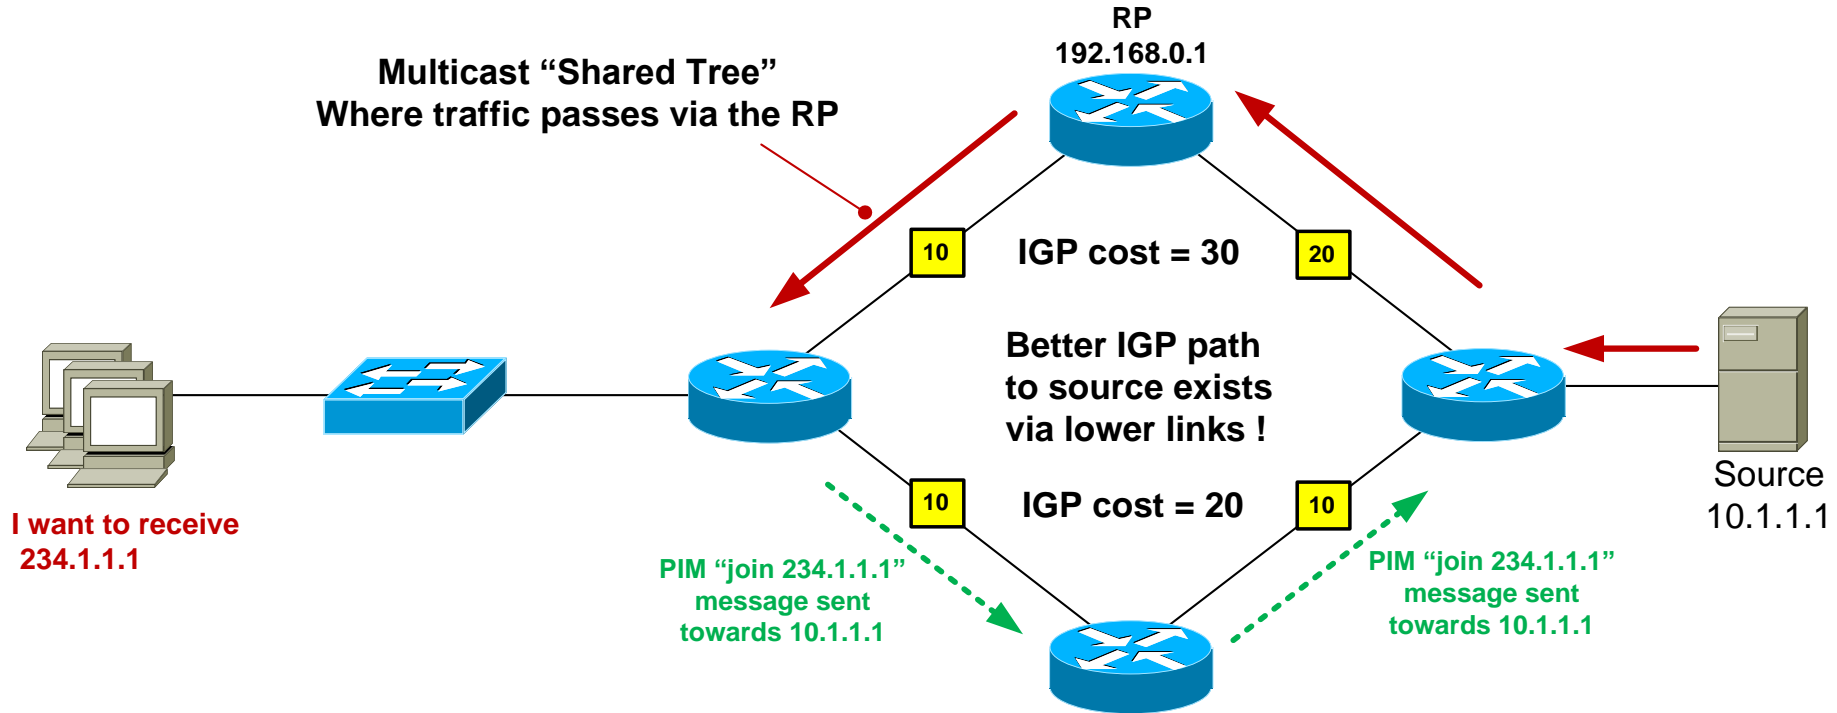 RP
192.168.0.1
Multicast “Shared Tree”
Where traffic passes via the RP
10
IGP cost = 30
20
Better IGP path
to source exists
via lower links !
Source
10.1.1.1
10
IGP cost = 20
10
I want to receive
234.1.1.1
PIM “join 234.1.1.1”
message sent
towards 10.1.1.1
PIM “join 234.1.1.1”
message sent
towards 10.1.1.1